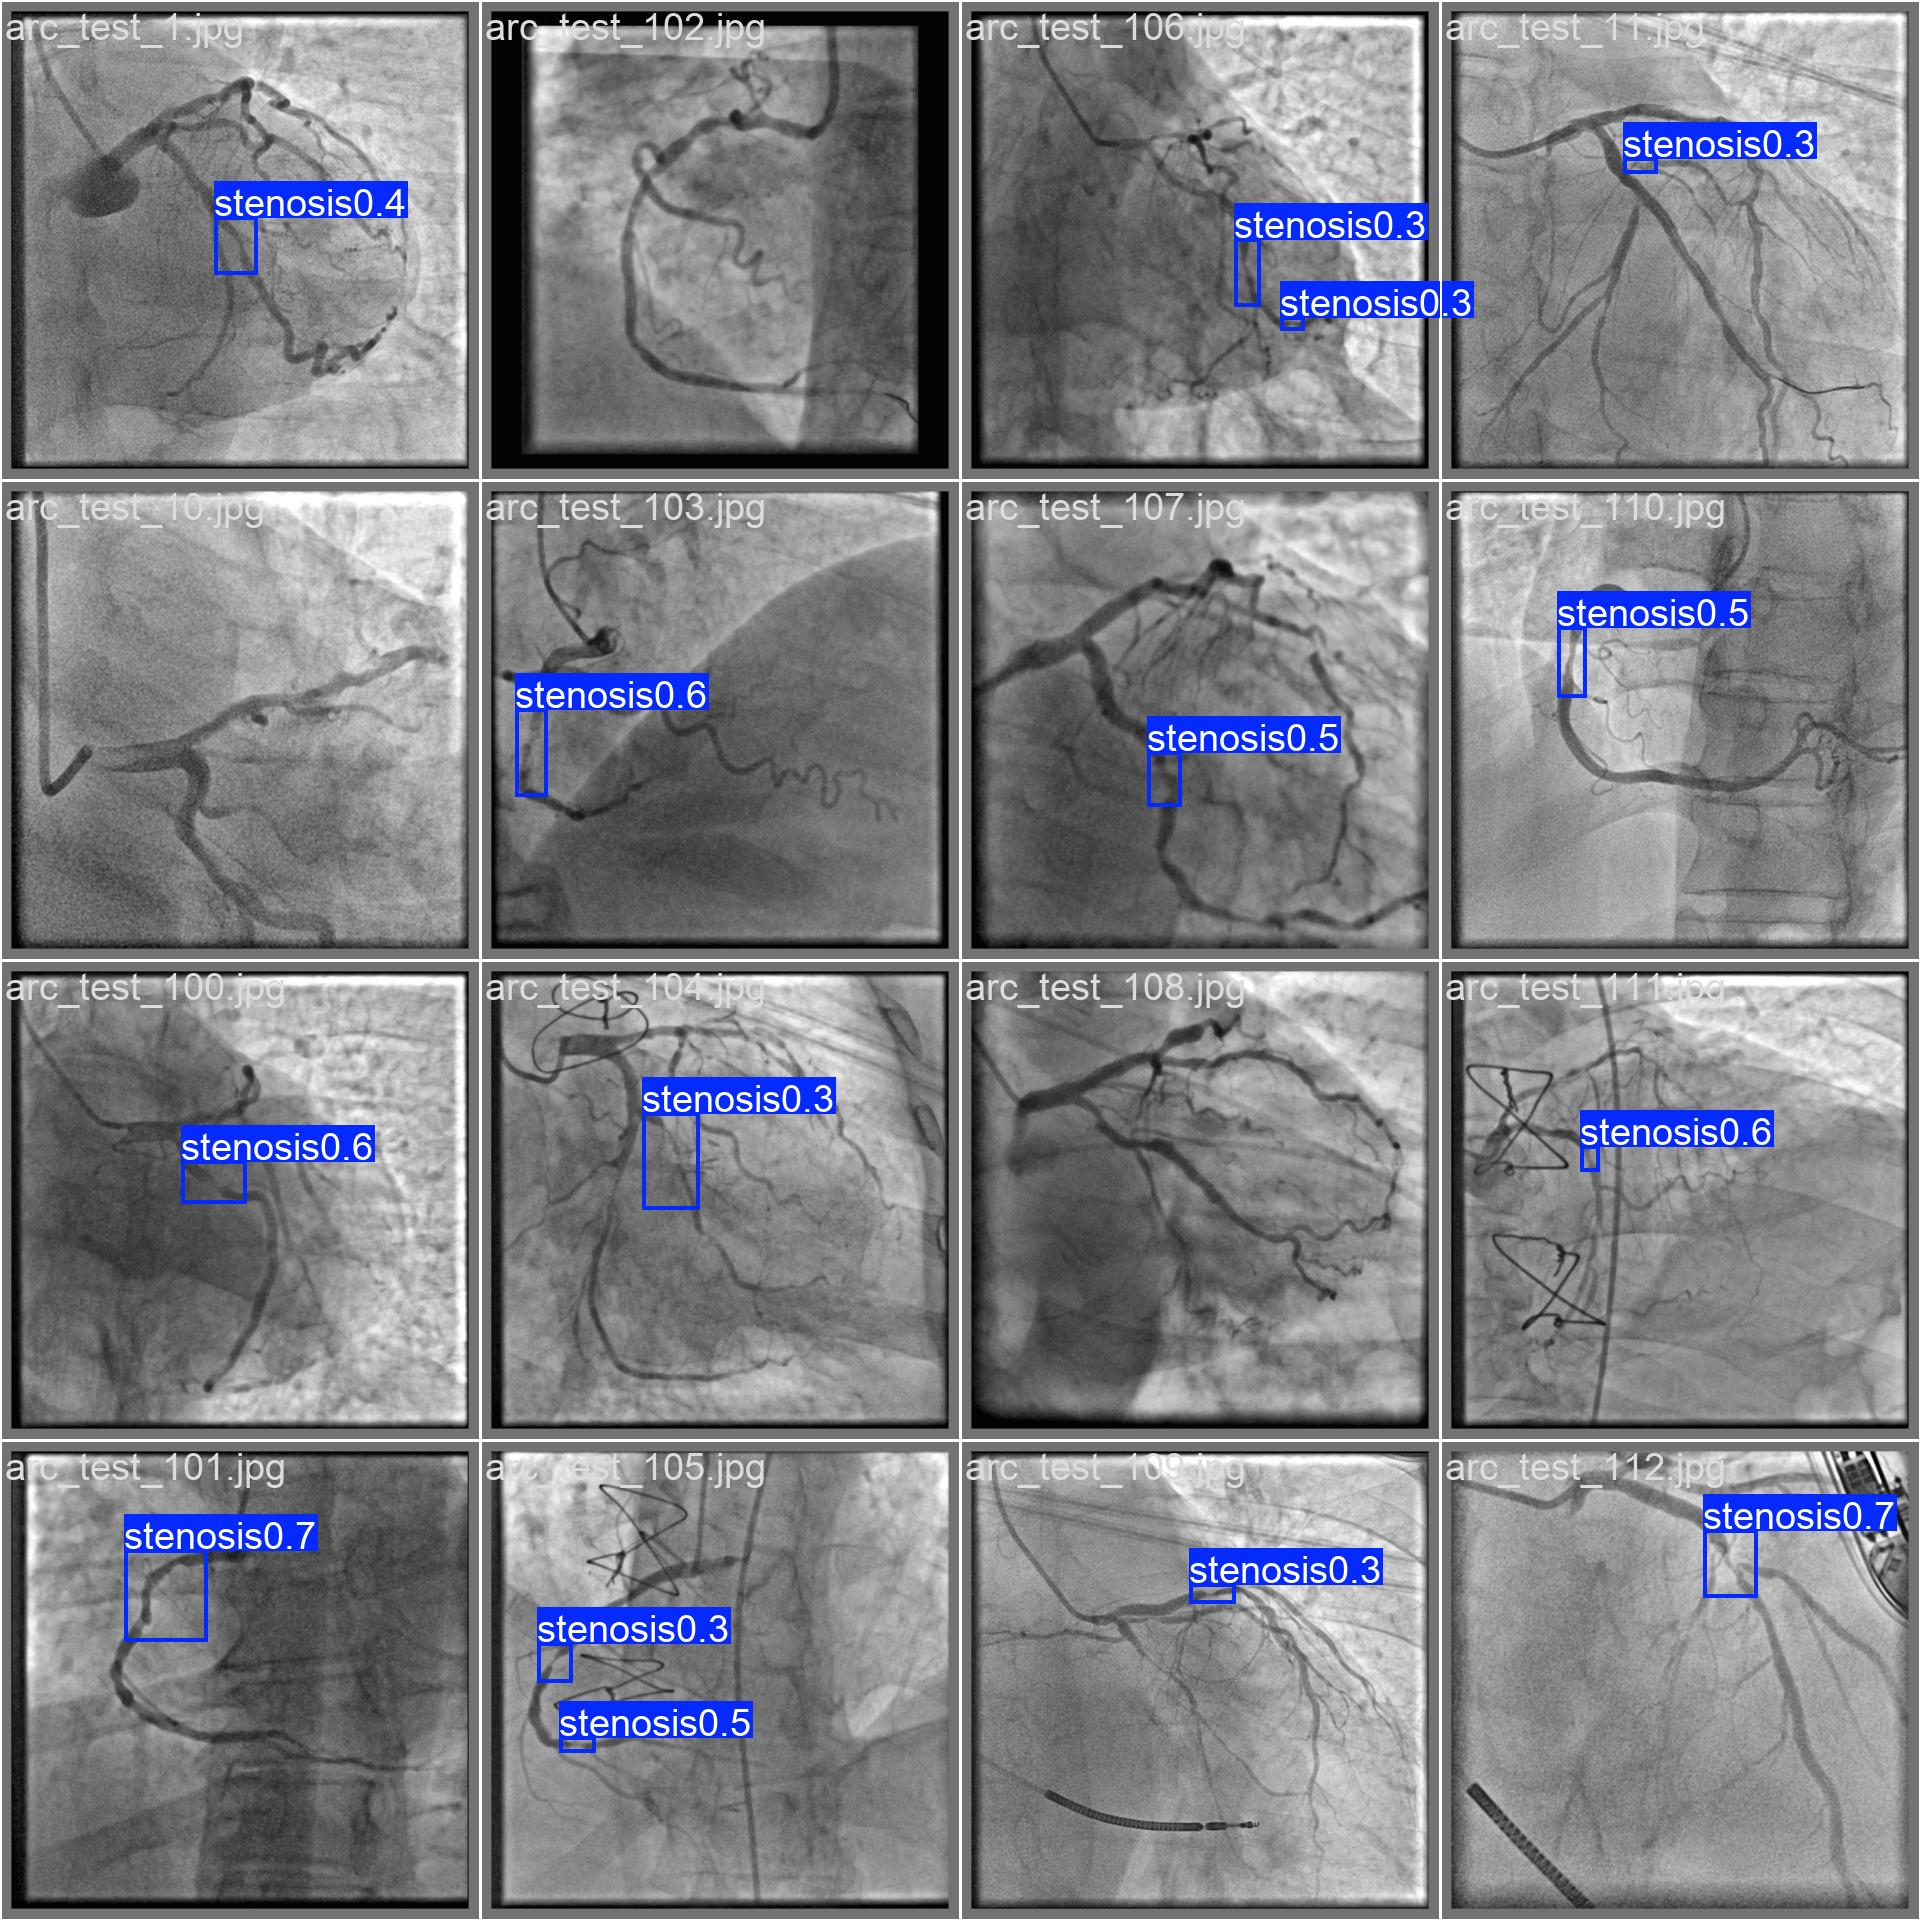 arc_test_1.jpg
arc_test_102.jpg
arc_test_106.jpg
arc_test_11.jpg
stenosis0.4
stenosis0.3
stenosis0.3
stenosis0.3
arc_test_10.jpg
arc_test_103.jpg
arc_test_107.jpg
arc_test_110.jpg
stenosis0.6
stenosis0.5
stenosis0.5
arc_test_100.jpg
arc_test_104.jpg
arc_test_108.jpg
arc_test_111.jpg
stenosis0.6
stenosis0.3
stenosis0.6
arc_test_101.jpg
arc_test_105.jpg
arc_test_109.jpg
arc_test_112.jpg
stenosis0.7
stenosis0.3
stenosis0.5
stenosis0.3
stenosis0.7